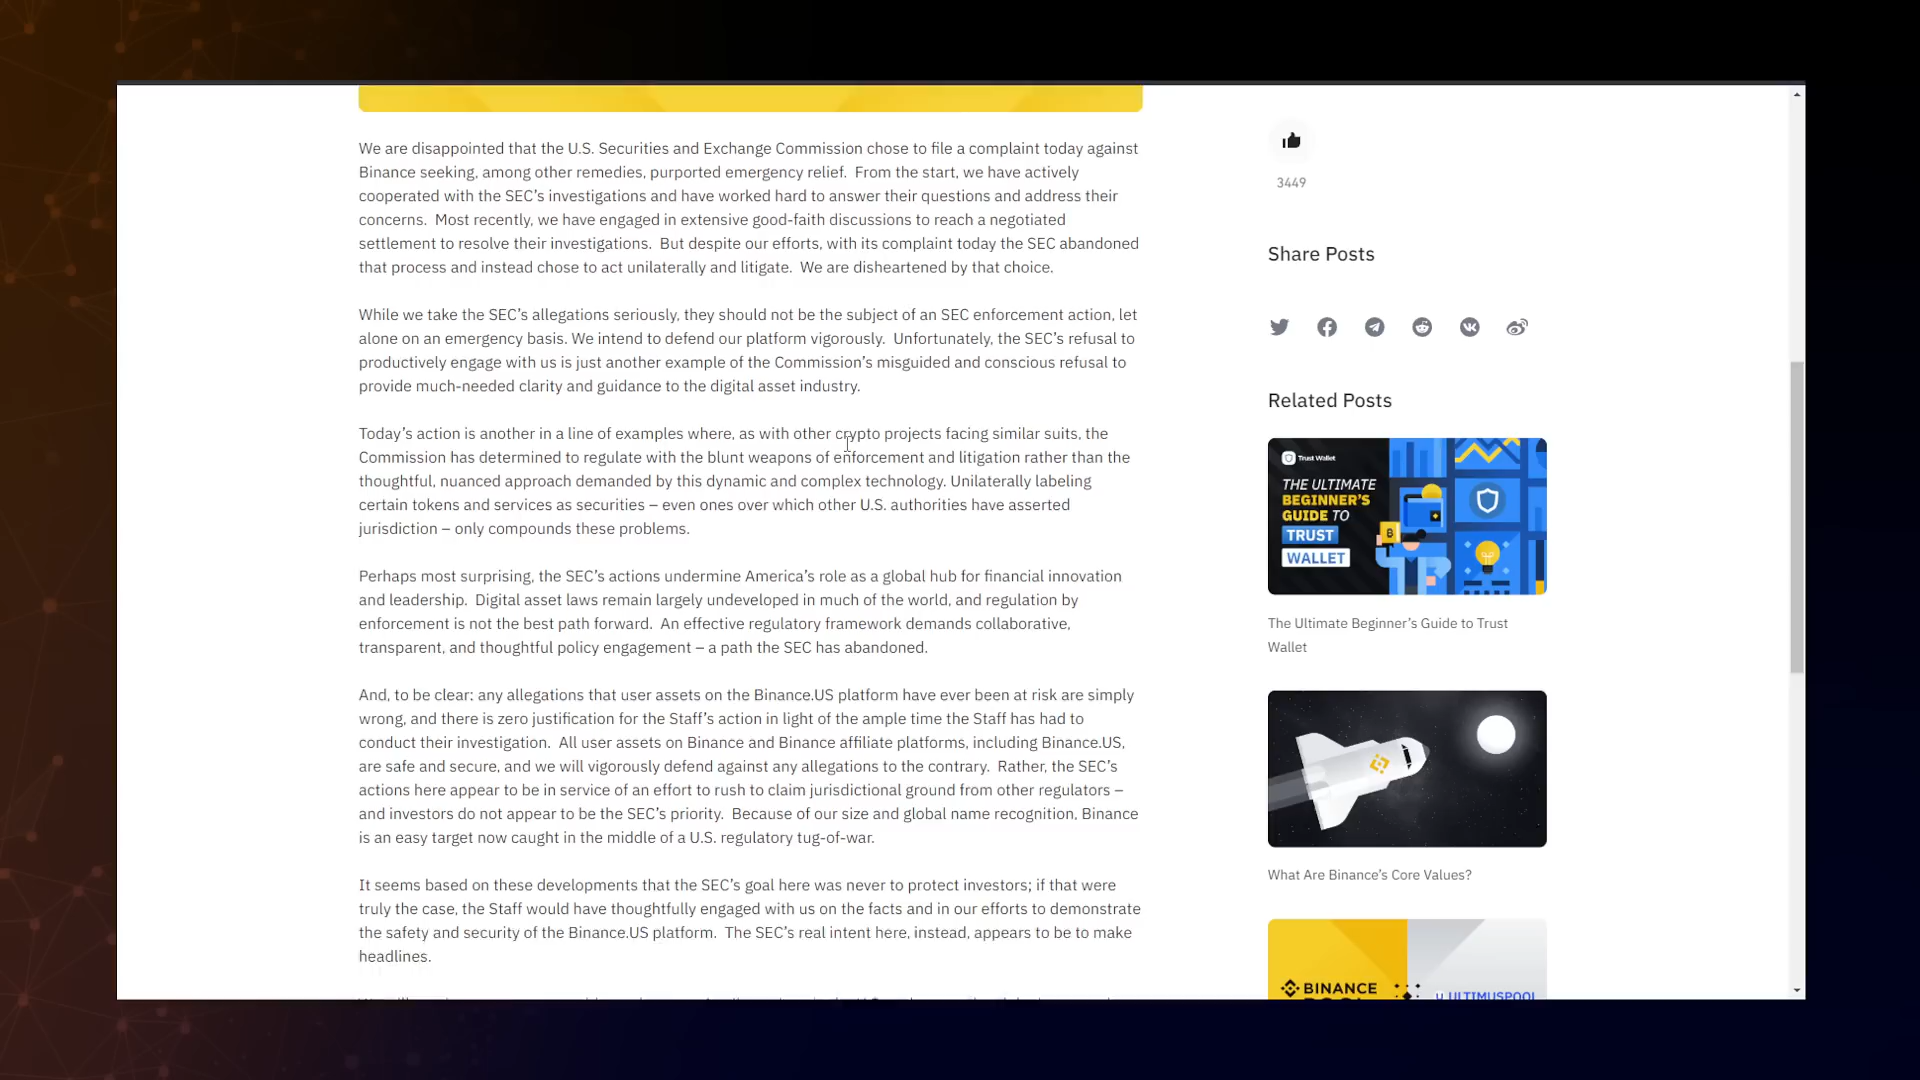 We are disappointed that the U.S. Securities and Exchange Commission chose to file a complaint today against
Binance seeking, among other remedies, purported emergency relief.  From the start, we have actively
cooperated with the SEC’s investigations and have worked hard to answer their questions and address their
concerns.  Most recently, we have engaged in extensive good-faith discussions to reach a negotiated
settlement to resolve their investigations.  But despite our efforts, with its complaint today the SEC abandoned
that process and instead chose to act unilaterally and litigate.  We are disheartened by that choice.
While we take the SEC’s allegations seriously, they should not be the subject of an SEC enforcement action, let
alone on an emergency basis. We intend to defend our platform vigorously.  Unfortunately, the SEC’s refusal to
productively engage with us is just another example of the Commission’s misguided and conscious refusal to
provide much-needed clarity and guidance to the digital asset industry.
Today’s action is another in a line of examples where, as with other crypto projects facing similar suits, the
Commission has determined to regulate with the blunt weapons of enforcement and litigation rather than the
thoughtful, nuanced approach demanded by this dynamic and complex technology. Unilaterally labeling
certain tokens and services as securities – even ones over which other U.S. authorities have asserted
jurisdiction – only compounds these problems.
Perhaps most surprising, the SEC’s actions undermine America’s role as a global hub for financial innovation
and leadership.  Digital asset laws remain largely undeveloped in much of the world, and regulation by
enforcement is not the best path forward.  An effective regulatory framework demands collaborative,
transparent, and thoughtful policy engagement – a path the SEC has abandoned.
And, to be clear: any allegations that user assets on the Binance.US platform have ever been at risk are simply
wrong, and there is zero justification for the Staff’s action in light of the ample time the Staff has had to
conduct their investigation.  All user assets on Binance and Binance affiliate platforms, including Binance.US,
are safe and secure, and we will vigorously defend against any allegations to the contrary.  Rather, the SEC’s
actions here appear to be in service of an effort to rush to claim jurisdictional ground from other regulators –
and investors do not appear to be the SEC’s priority.  Because of our size and global name recognition, Binance
is an easy target now caught in the middle of a U.S. regulatory tug-of-war.
It seems based on these developments that the SEC’s goal here was never to protect investors; if that were
truly the case, the Staff would have thoughtfully engaged with us on the facts and in our efforts to demonstrate
the safety and security of the Binance.US platform.  The SEC’s real intent here, instead, appears to be to make
headlines.
3449
Share Posts
Related Posts
Trust Wallet
THE ULTIMATE
BEGINNER'S
GUIDE TO
TRUST
WALLET
The Ultimate Beginner’s Guide to Trust
Wallet
What Are Binance’s Core Values?
BINANCE
POOL
ULTIMUSPOOL